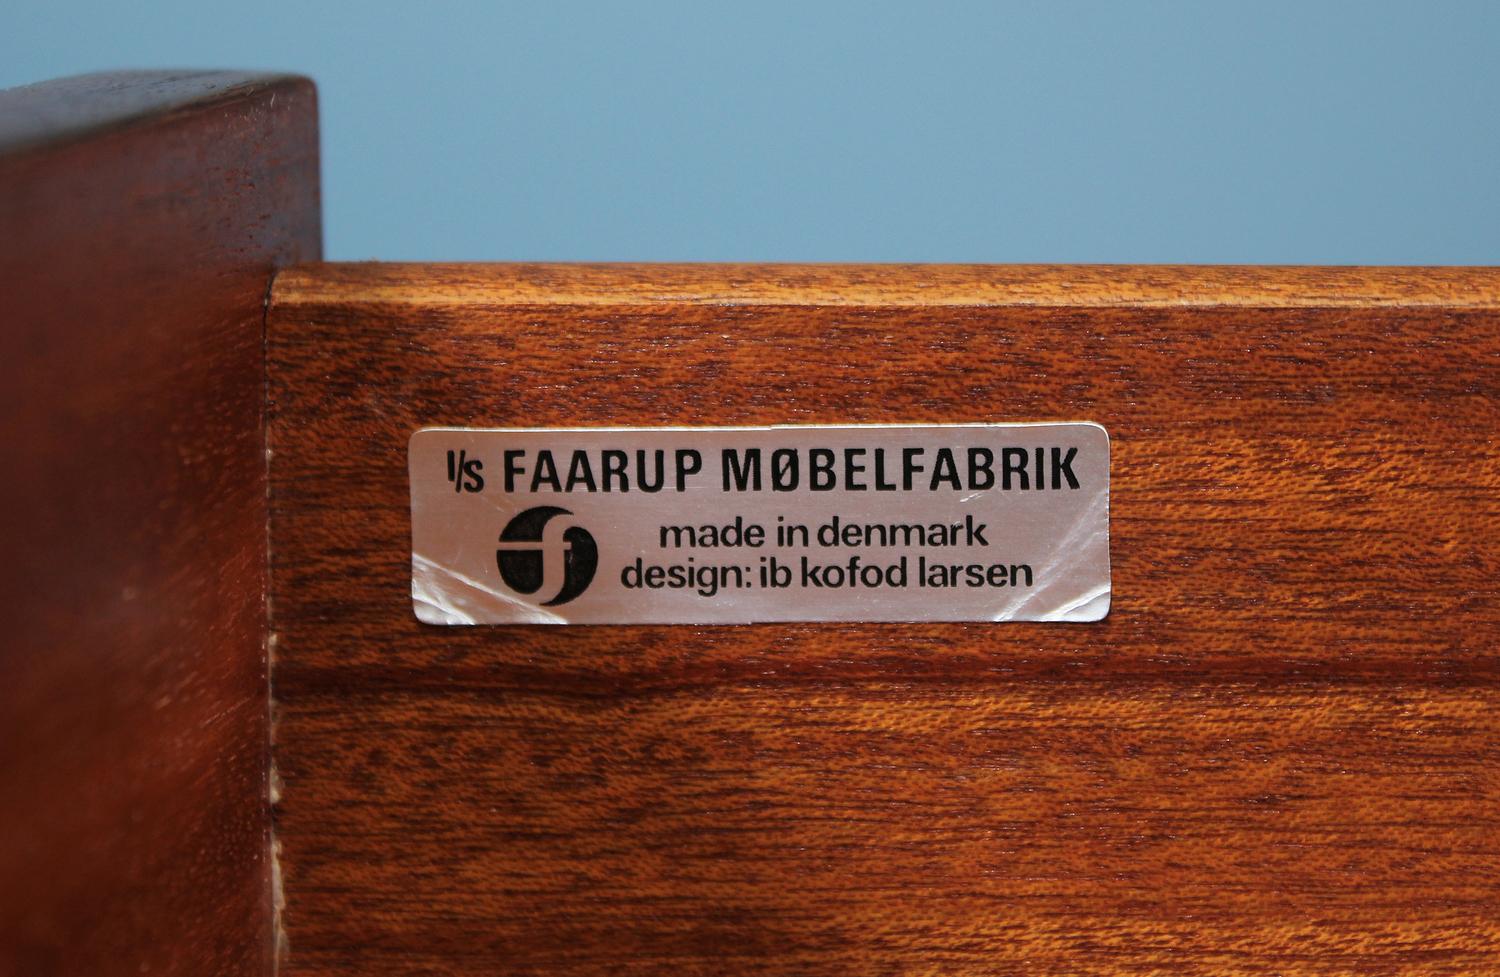 I/S FAARUP MØBELFABRIK
f
made in denmark
design: ib kofod larsen